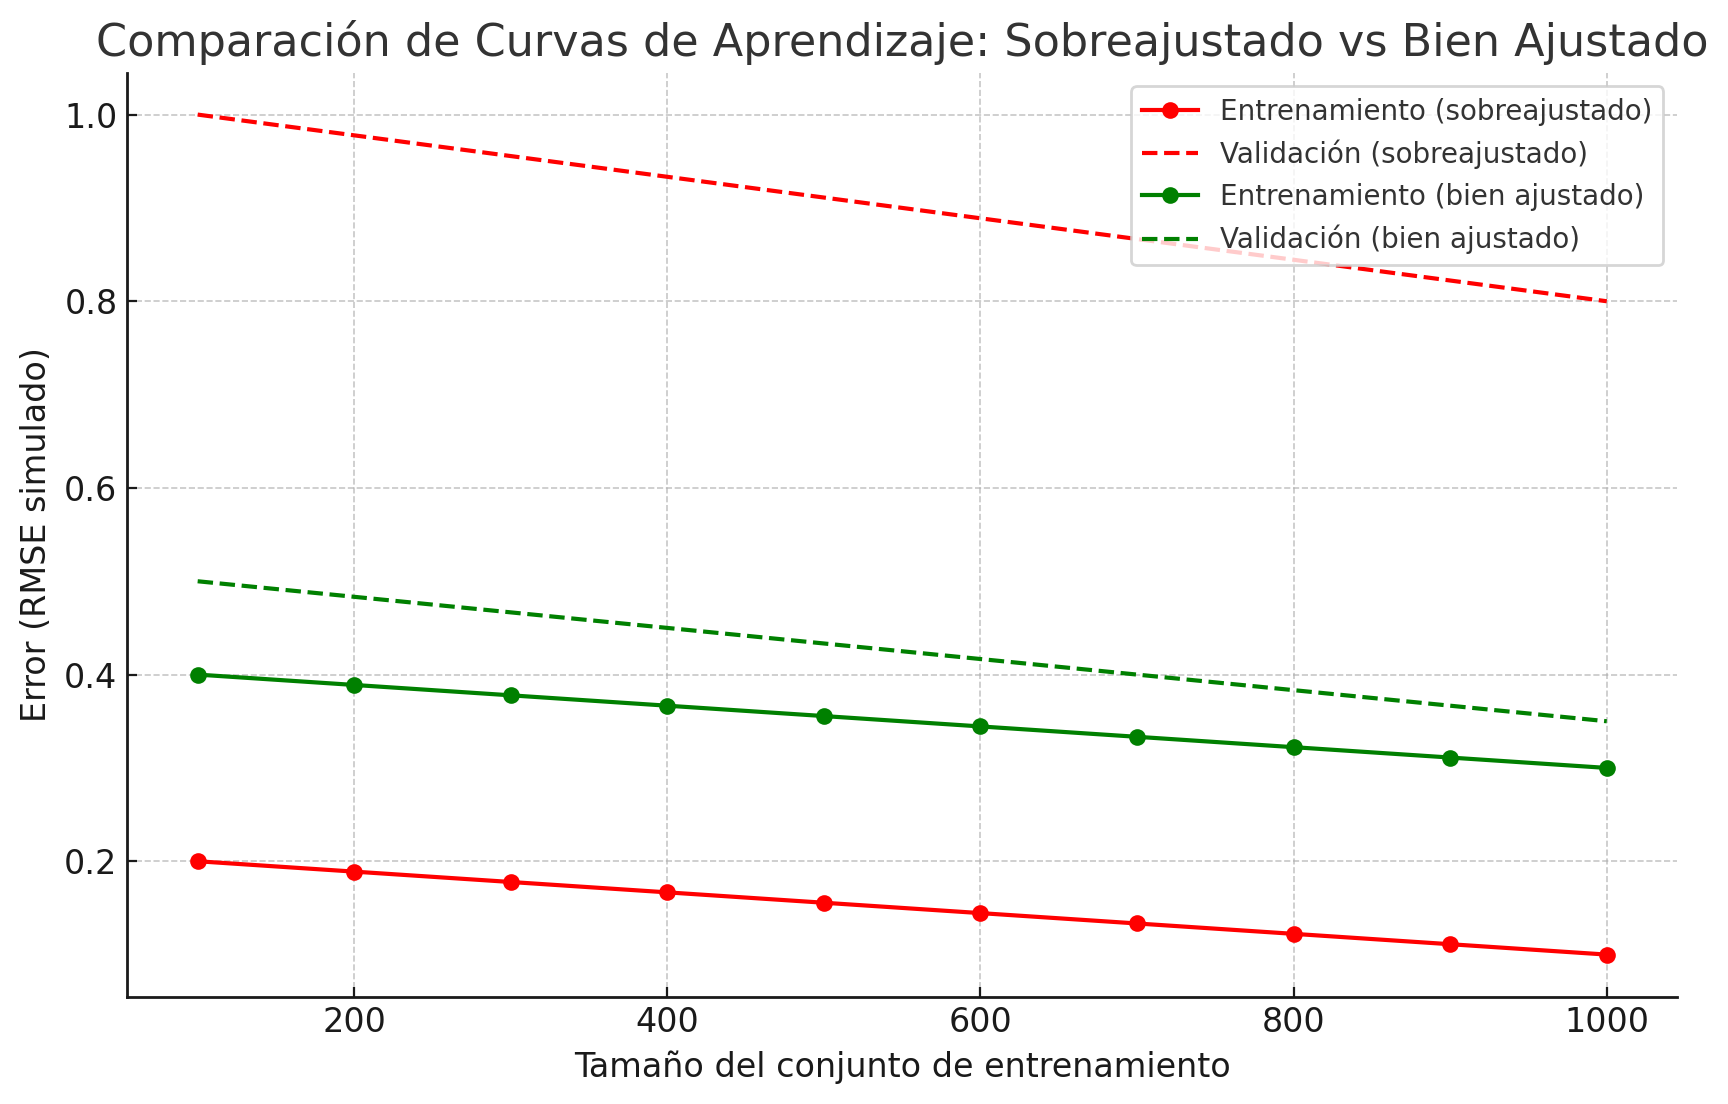 Comparación de Curvas de Aprendizaje: Sobreajustado vs Bien Ajustado
Entrenamiento (sobreajustado)
Validación (sobreajustado)
Entrenamiento (bien ajustado)
Validación (bien ajustado)
Error (RMSE simulado)
1.0
0.8
0.6
0.4
0.2
200 400 600 800 1000
Tamaño del conjunto de entrenamiento